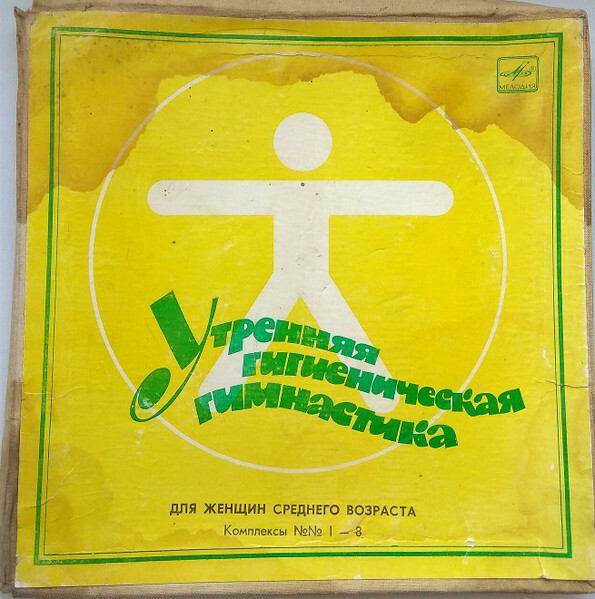 МЕЛОДИЯ
Утренняя
гигиеническая
гимнастика
ДЛЯ ЖЕНЩИН СРЕДНЕГО ВОЗРАСТА
Комплексы №№ 1 — 8